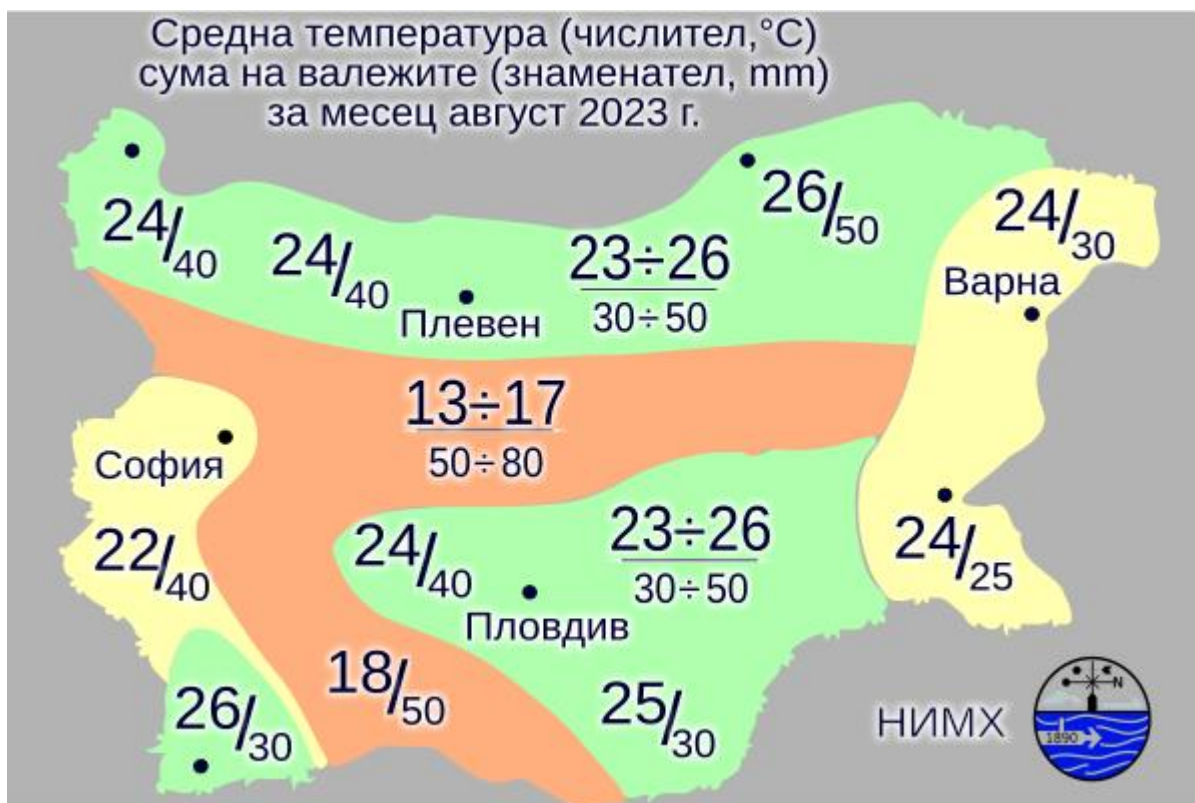 Средна температура (числител,°C)
сума на валежите (знаменател, mm)
за месец август 2023 г.
24/40
24/40
Плевен
23÷26
30÷50
26/50
24/30
Варна
13÷17
50÷80
София
22/40
24/40
Пловдив
23÷26
30÷50
24/25
26/30
18/50
25/30
НИМХ
N
1890